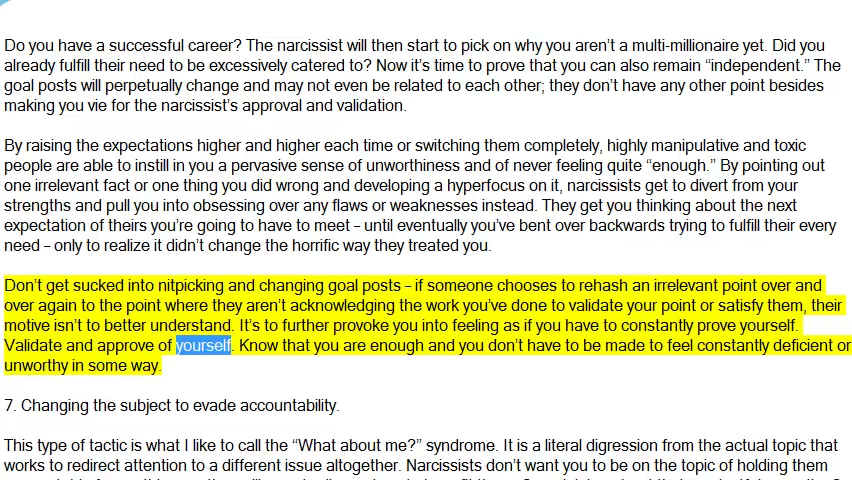 Do you have a successful career? The narcissist will then start to pick on why you aren’t a multi-millionaire yet. Did you
already fulfill their need to be excessively catered to? Now it’s time to prove that you can also remain “independent.” The
goal posts will perpetually change and may not even be related to each other; they don’t have any other point besides
making you vie for the narcissist’s approval and validation.
By raising the expectations higher and higher each time or switching them completely, highly manipulative and toxic
people are able to instill in you a pervasive sense of unworthiness and of never feeling quite “enough.” By pointing out
one irrelevant fact or one thing you did wrong and developing a hyperfocus on it, narcissists get to divert from your
strengths and pull you into obsessing over any flaws or weaknesses instead. They get you thinking about the next
expectation of theirs you’re going to have to meet – until eventually you’ve bent over backwards trying to fulfill their every
need – only to realize it didn’t change the horrific way they treated you.
Don’t get sucked into nitpicking and changing goal posts – if someone chooses to rehash an irrelevant point over and
over again to the point where they aren’t acknowledging the work you’ve done to validate your point or satisfy them, their
motive isn’t to better understand. It’s to further provoke you into feeling as if you have to constantly prove yourself.
Validate and approve of yourself. Know that you are enough and you don’t have to be made to feel constantly deficient or
unworthy in some way.
7. Changing the subject to evade accountability.
This type of tactic is what I like to call the “What about me?” syndrome. It is a literal digression from the actual topic that
works to redirect attention to a different issue altogether. Narcissists don’t want you to be on the topic of holding them